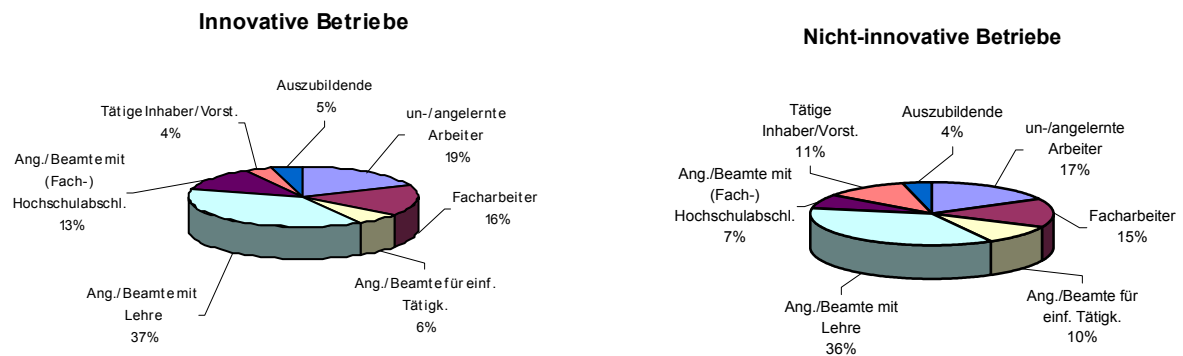 Innovative Betriebe
Auszubildende
5%
un-/angelernte
Arbeiter
19%
Facharbeiter
16%
Ang./Beamte für einf.
Tätigk.
6%
Ang./Beamte mit
Lehre
37%
Ang./Beamte mit
(Fach-)
Hochschulabschl.
13%
Tätige Inhaber/Vorst.
4%
Nicht-innovative Betriebe
Auszubildende
4%
un-/angelernte
Arbeiter
17%
Facharbeiter
15%
Ang./Beamte für
einf. Tätigk.
10%
Ang./Beamte mit
Lehre
36%
Ang./Beamte mit (Fach-)
Hochschulabschl.
7%
Tätige
Inhaber/Vorst.
11%